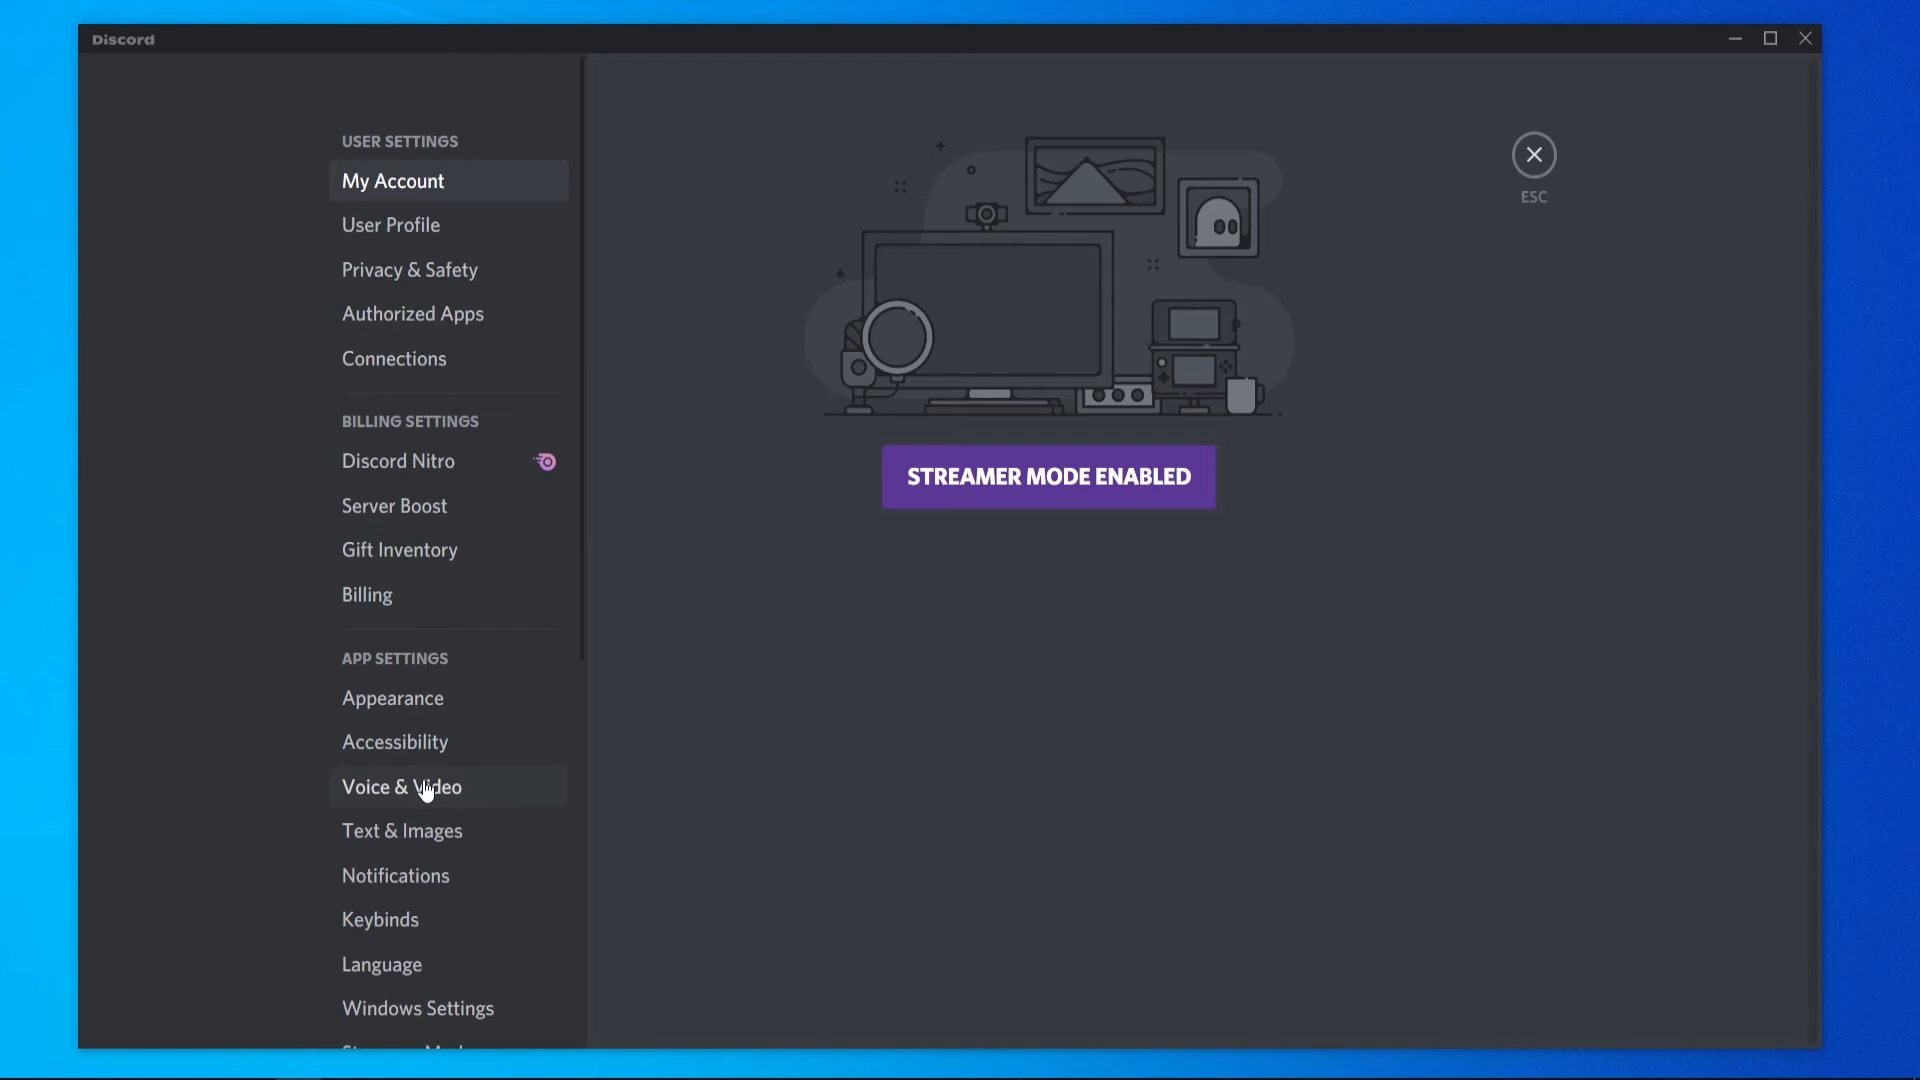 Discord
USER SETTINGS
My Account
User Profile
Privacy & Safety
Authorized Apps
Connections
BILLING SETTINGS
Discord Nitro
Server Boost
Gift Inventory
Billing
APP SETTINGS
Appearance
Accessibility
Voice & Video
Text & Images
Notifications
Keybinds
Language
Windows Settings
ESC
STREAMER MODE ENABLED